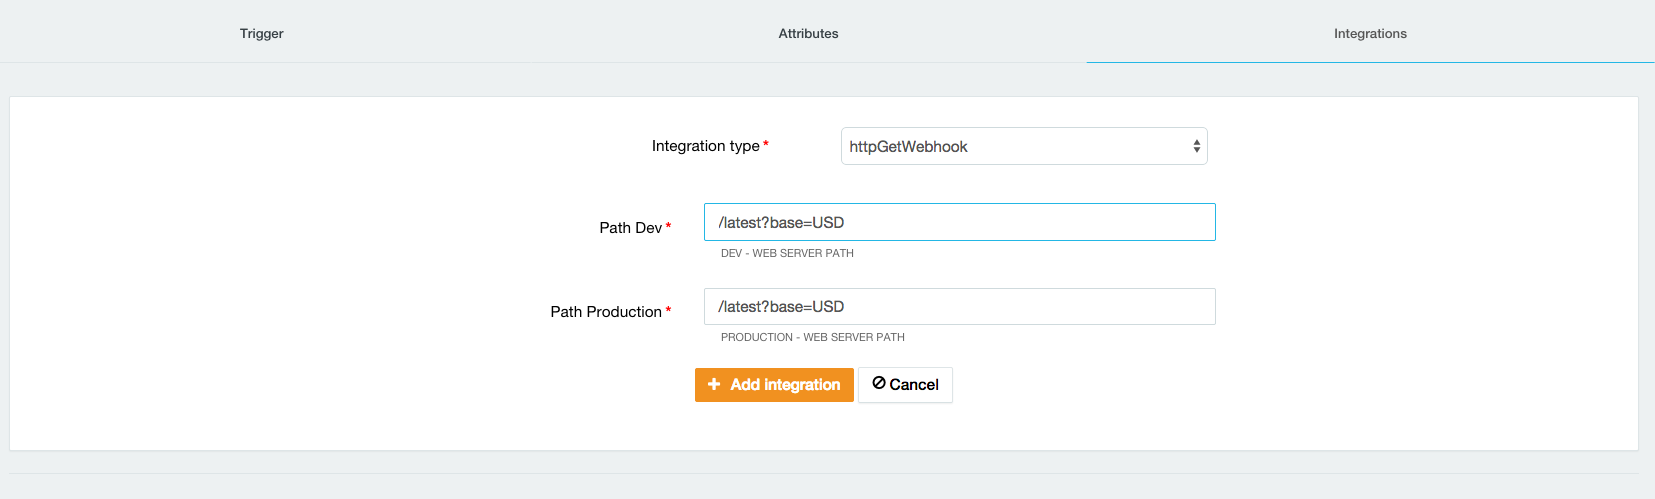 Trigger Attributes Integrations
Integration type* httpGetWebhook
Path Dev* /latest?base=USD
DEV - WEB SERVER PATH
Path Production* /latest?base=USD
PRODUCTION - WEB SERVER PATH
+ Add integration Cancel